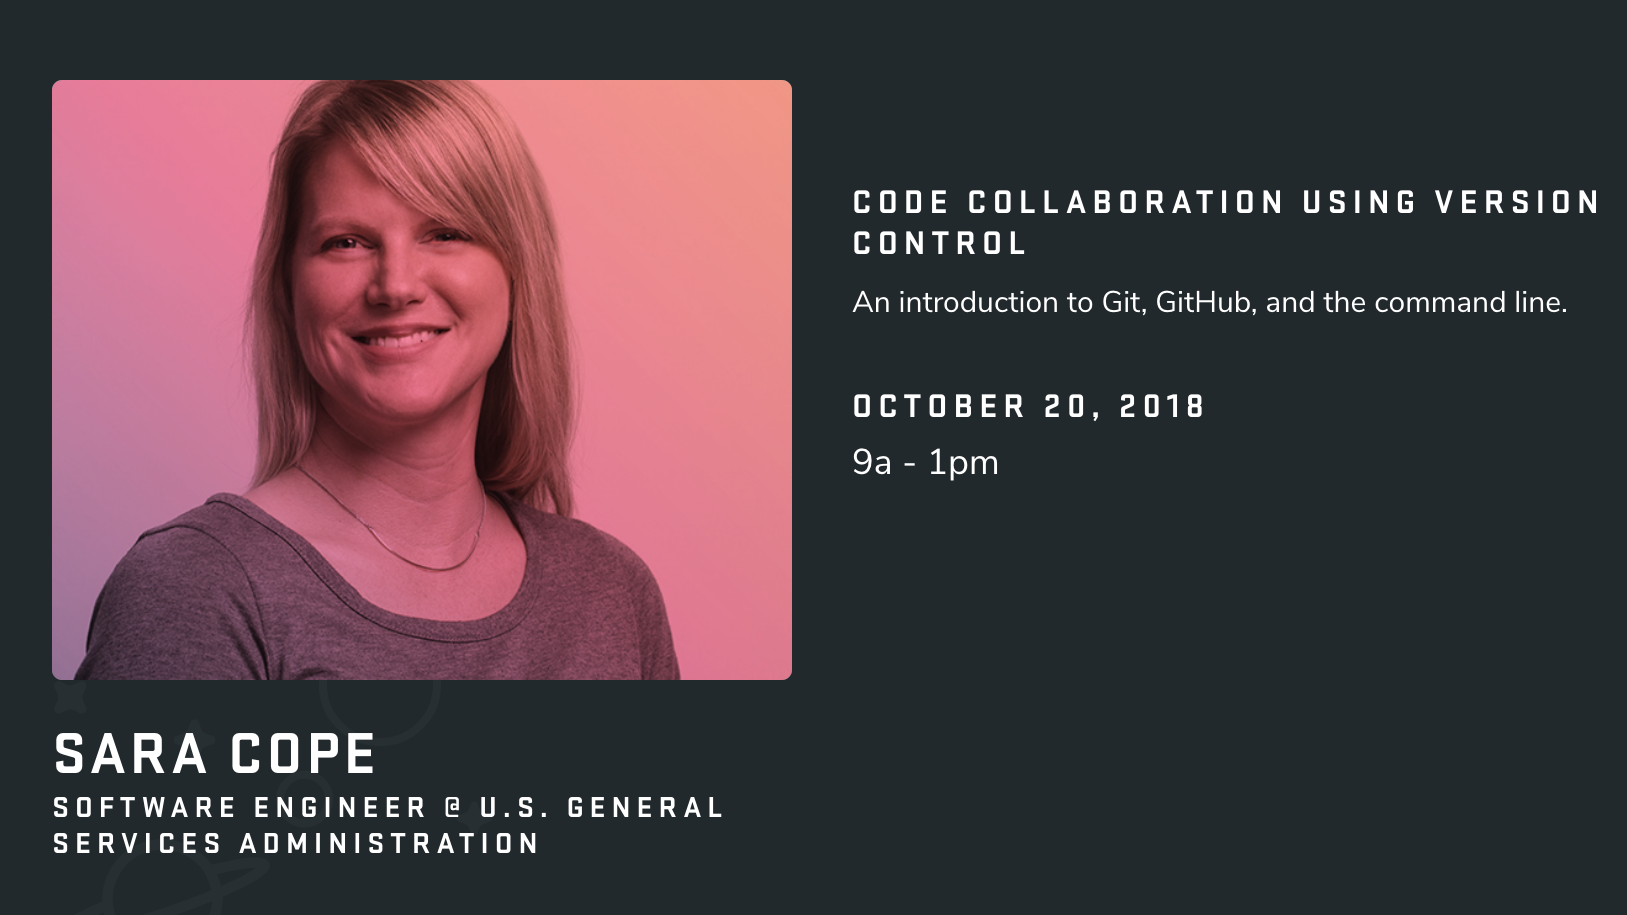 CODE COLLABORATION USING VERSION
CONTROL
An introduction to Git, GitHub, and the command line.
OCTOBER 20, 2018
9a - 1pm
SARA COPE
SOFTWARE ENGINEER @ U.S. GENERAL
SERVICES ADMINISTRATION